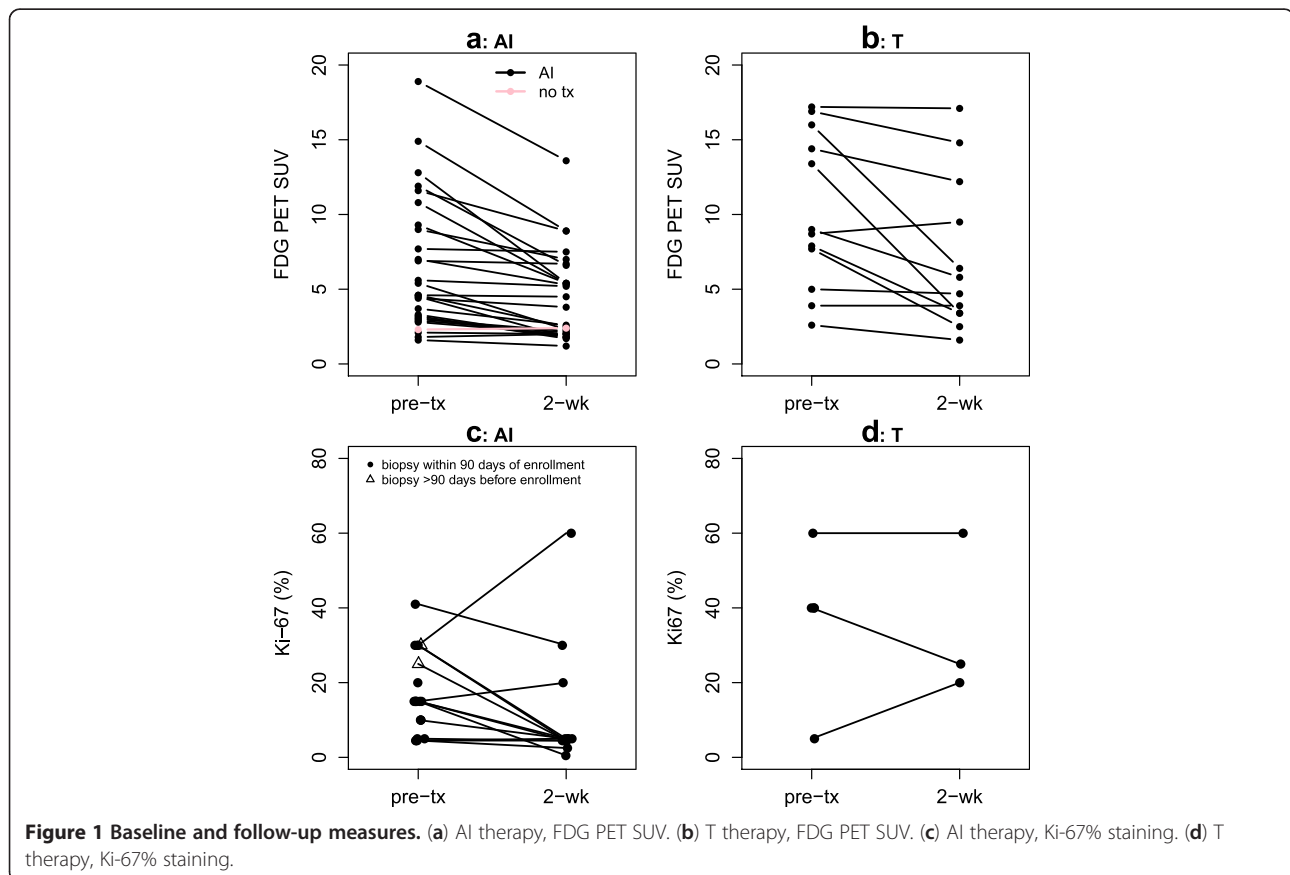 a: AI
FDG PET SUV
20
15
10
5
0
AI
no tx
pre-tx 2-wk
b: T
FDG PET SUV
20
15
10
5
0
pre-tx 2-wk
c: AI
Ki-67 (%)
80
60
40
20
0
biopsy within 90 days of enrollment
biopsy >90 days before enrollment
pre-tx 2-wk
d: T
Ki67 (%)
80
60
40
20
0
pre-tx 2-wk
Figure 1 Baseline and follow-up measures. (a) AI therapy, FDG PET SUV. (b) T therapy, FDG PET SUV. (c) AI therapy, Ki-67% staining. (d) T
therapy, Ki-67% staining.